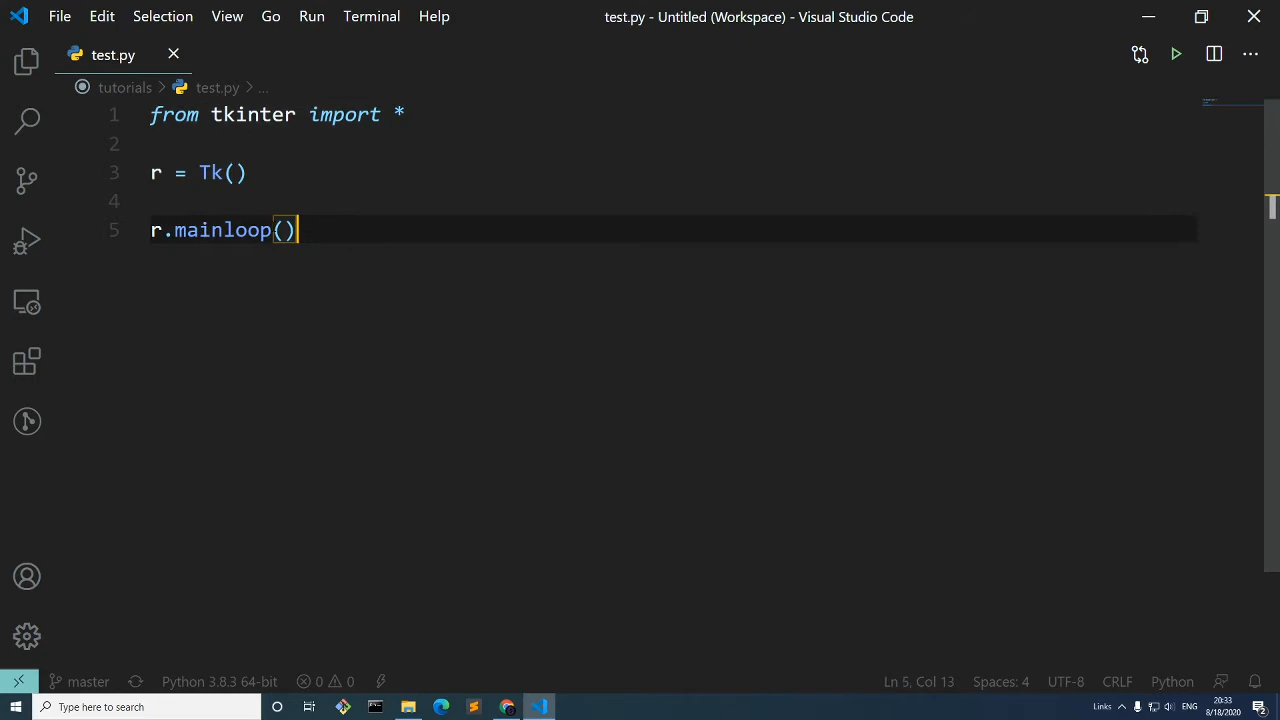 File Edit Selection View Go Run Terminal Help test.py - Untitled (Workspace) - Visual Studio Code
test.py
tutorials > test.py > ...
1 from tkinter import *
2
3 r = Tk()
4
5 r.mainloop()
master Python 3.8.3 64-bit 0 0 Ln 5, Col 13 Spaces: 4 UTF-8 CRLF Python
Type here to search Links ENG 20:33
8/18/2020 2